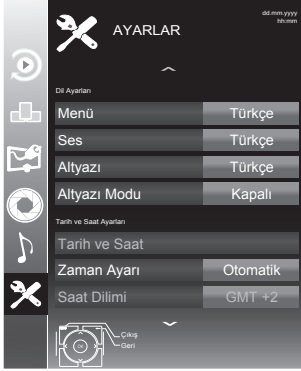 AYARLAR
dd.mm.yyyy
hh:mm
Dil Ayarları
Menü Türkçe
Ses Türkçe
Altyazı Türkçe
Altyazı Modu Kapalı
Tarih ve Saat Ayarları
Tarih ve Saat
Zaman Ayarı Otomatik
Saat Dilimi GMT +2
Çıkış
OK
Geri